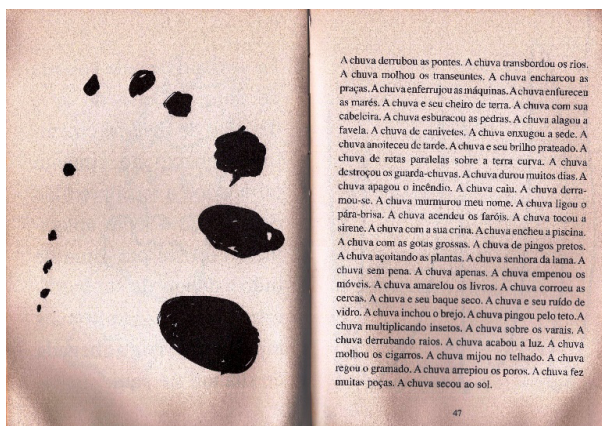 A chuva derrubou as pontes. A chuva transbordou os rios.
A chuva molhou os transeuntes. A chuva encharcou as
praças. A chuva enferrujou as máquinas. A chuva enfureceu
as marés. A chuva e seu cheiro de terra. A chuva com sua
cabeleira. A chuva esburacou as pedras. A chuva alagou a
favela. A chuva de canivetes. A chuva enxugou a sede. A
chuva anoiteceu de tarde. A chuva e seu brilho prateado. A
chuva de retas paralelas sobre a terra curva. A chuva
destroçou os guarda-chuvas. A chuva durou muitos dias. A
chuva apagou o incêndio. A chuva caiu. A chuva derra-
mou-se. A chuva murmurou meu nome. A chuva ligou o
pára-brisa. A chuva acendeu os faróis. A chuva tocou a
sirene. A chuva com a sua crina. A chuva encheu a piscina.
A chuva com as gotas grossas. A chuva de pingos pretos.
A chuva açoitando as plantas. A chuva senhora da lama. A
chuva sem pena. A chuva apenas. A chuva empenou os
móveis. A chuva amarelou os livros. A chuva corroeu as
cercas. A chuva e seu baque seco. A chuva e seu ruído de
vidro. A chuva inchou o brejo. A chuva pingou pelo teto. A
chuva multiplicando insetos. A chuva sobre os varais. A
chuva derrubando raios. A chuva acabou a luz. A chuva
molhou os cigarros. A chuva mijou no telhado. A chuva
regou o gramado. A chuva arrepiou os poros. A chuva fez
muitas poças. A chuva secou ao sol.
47